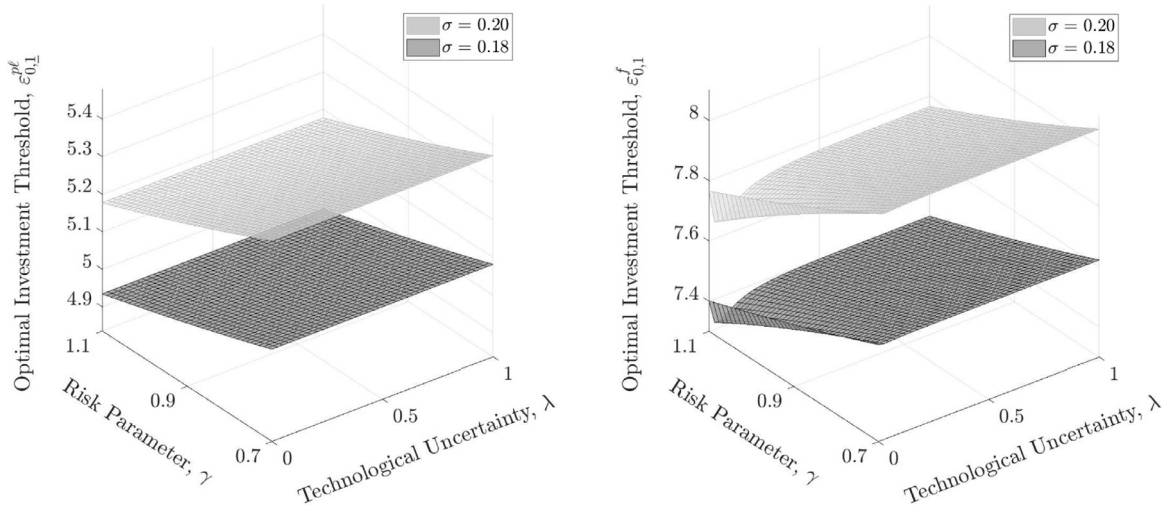 σ = 0.20
σ = 0.18
Optimal Investment Threshold, ε^{pℓ}_{0,1̲}
5.4
5.3
5.2
5.1
5
4.9
1.1
0.9
0.7
Risk Parameter, γ
0
0.5
1
Technological Uncertainty, λ
σ = 0.20
σ = 0.18
Optimal Investment Threshold, ε^{f}_{0,1}
8
7.8
7.6
7.4
1.1
0.9
0.7
Risk Parameter, γ
0
0.5
1
Technological Uncertainty, λ